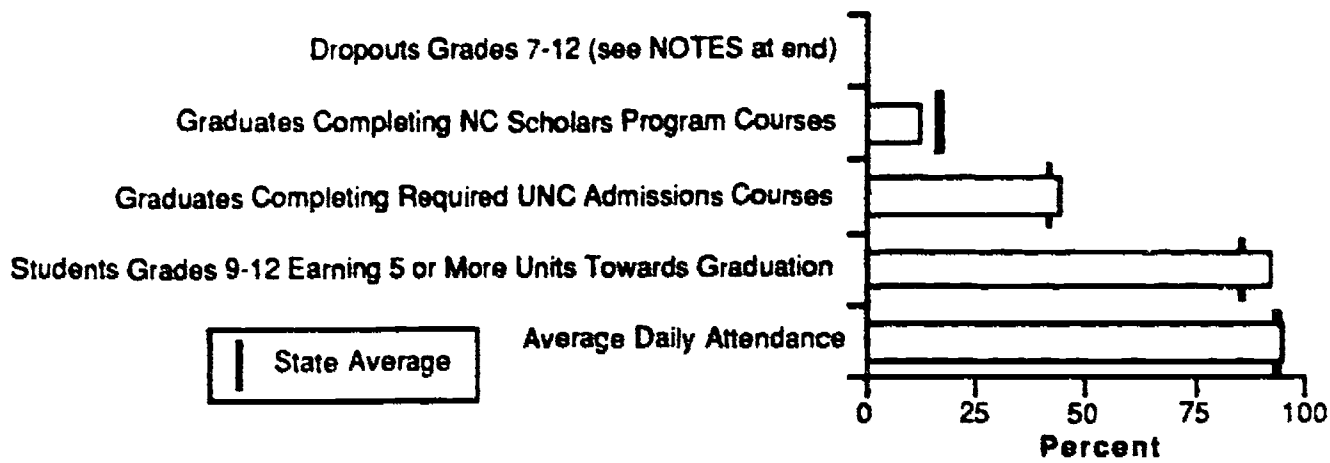 Dropouts Grades 7-12 (see NOTES at end)
Graduates Completing NC Scholars Program Courses
Graduates Completing Required UNC Admissions Courses
Students Grades 9-12 Earning 5 or More Units Towards Graduation
Average Daily Attendance
State Average
0 25 50 75 100
Percent